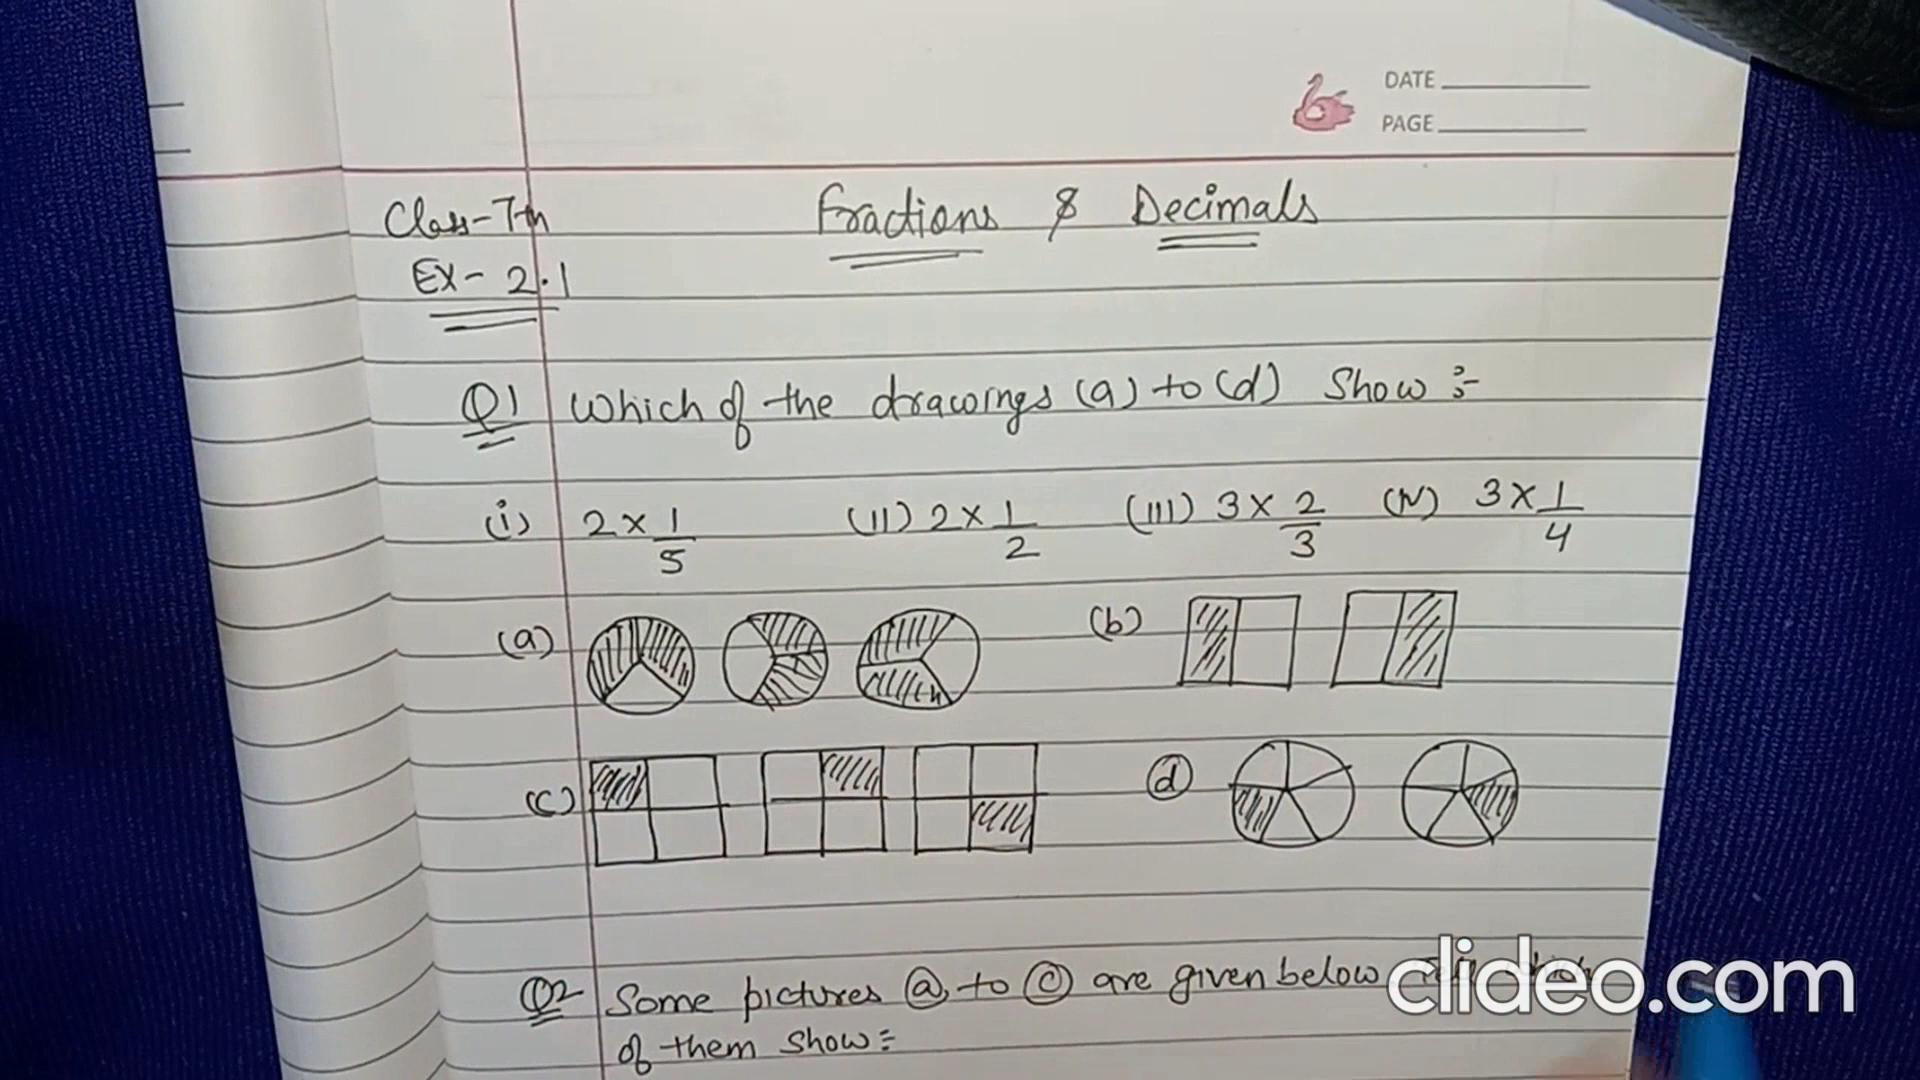 DATE
PAGE
Class-7th
Fractions & Decimals
Ex- 2.1
Q1 Which of the drawings (a) to (d) Show :-
(i) 2 × 1/5 (II) 2 × 1/2 (III) 3 × 2/3 (IV) 3 × 1/4
(a) (b)
(c) (d)
Q2 Some pictures (a) to (c) are given below
of them show :-
clideo.com